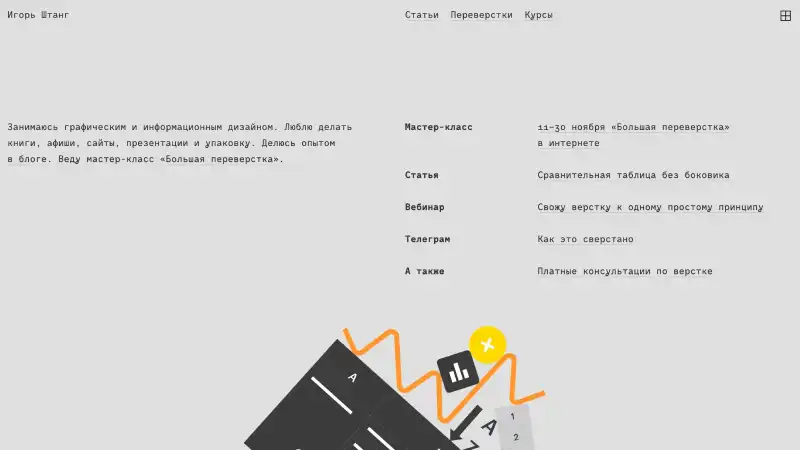 Игорь Штанг
Статьи Переверстки Курсы
Занимаюсь графическим и информационным дизайном. Люблю делать
книги, афиши, сайты, презентации и упаковку. Делюсь опытом
в блоге. Веду мастер-класс «Большая переверстка».
Мастер-класс
11–30 ноября «Большая переверстка»
в интернете
Статья
Сравнительная таблица без боковика
Вебинар
Свожу верстку к одному простому принципу
Телеграм
Как это сверстано
А также
Платные консультации по верстке
A
A
Z
1
2